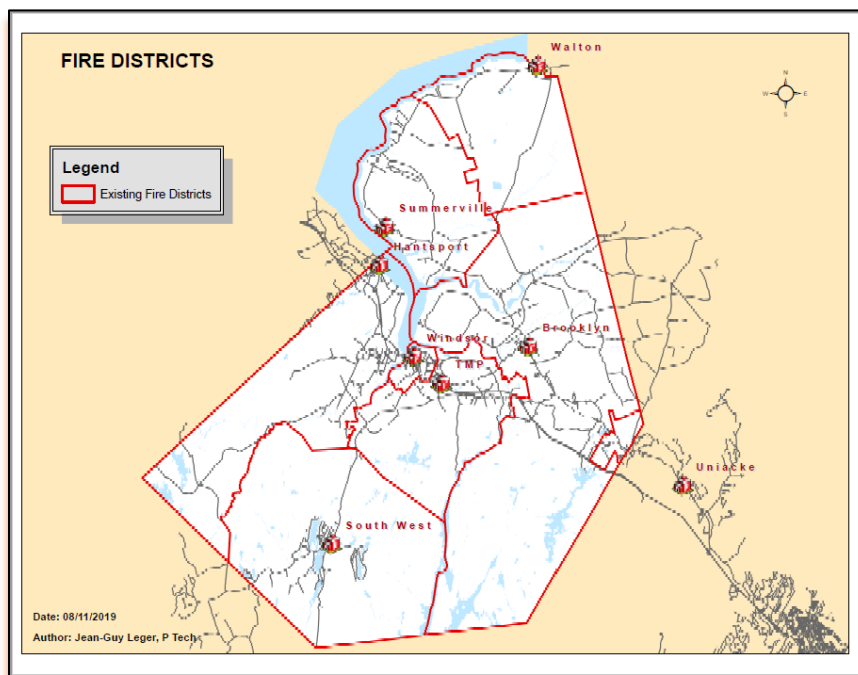 FIRE DISTRICTS
Walton
N
W E
S
Legend
Existing Fire Districts
Summerville
Hantsport
Windsor
Brooklyn
TMP
Uniacke
South West
Date: 08/11/2019
Author: Jean-Guy Leger, P Tech